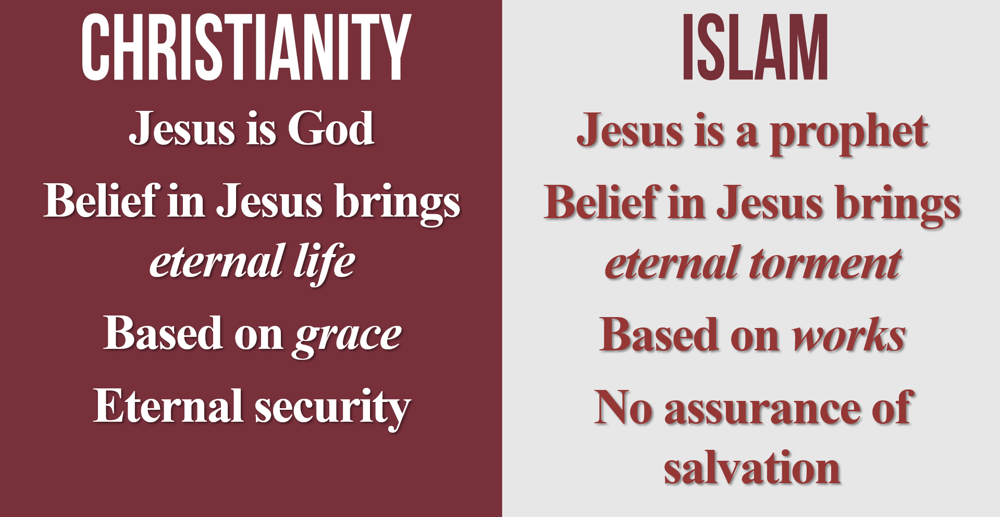 CHRISTIANITY
Jesus is God
Belief in Jesus brings
eternal life
Based on grace
Eternal security
ISLAM
Jesus is a prophet
Belief in Jesus brings
eternal torment
Based on works
No assurance of
salvation